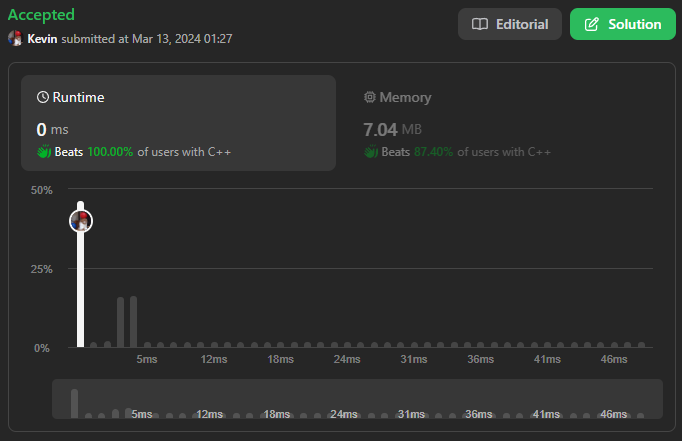 Accepted
Kevin submitted at Mar 13, 2024 01:27
Editorial
Solution
Runtime
0 ms
Beats 100.00% of users with C++
Memory
7.04 MB
Beats 87.40% of users with C++
50%
25%
0%
5ms 12ms 18ms 24ms 31ms 36ms 41ms 46ms
5ms 12ms 18ms 24ms 31ms 36ms 41ms 46ms